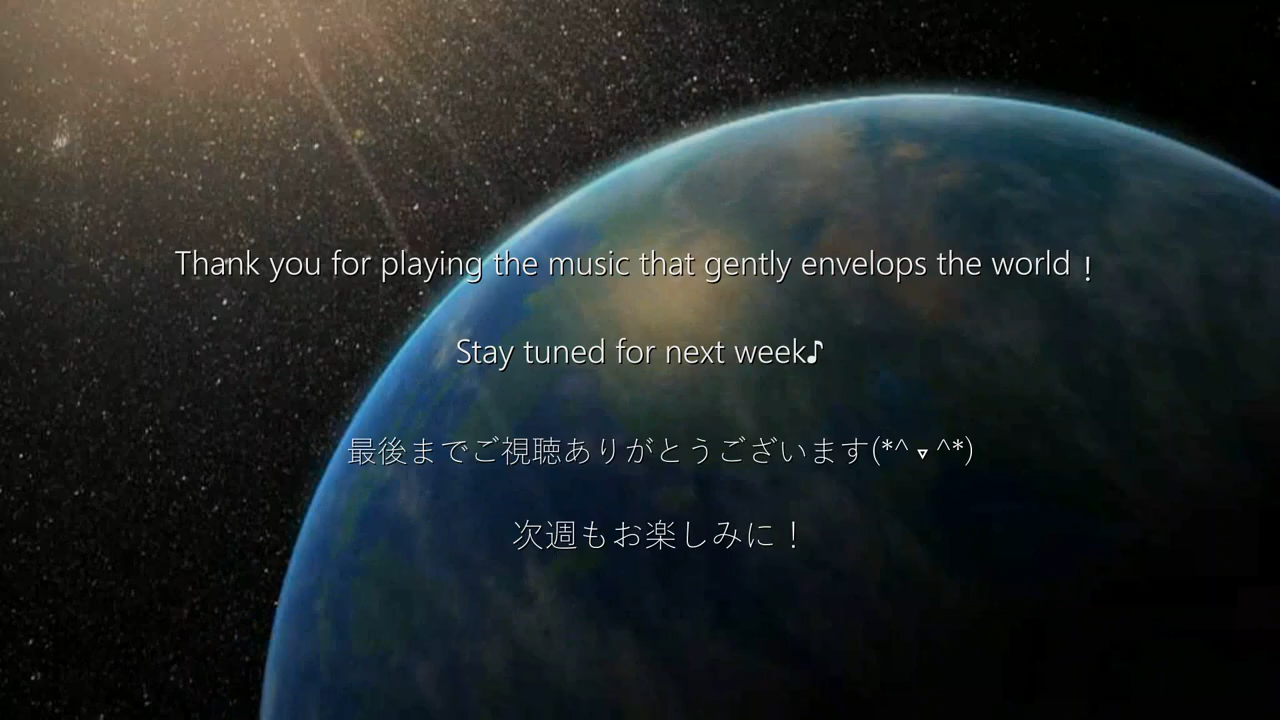 Thank you for playing the music that gently envelops the world！
Stay tuned for next week♪
最後までご視聴ありがとうございます(*^▽^*)
次週もお楽しみに！